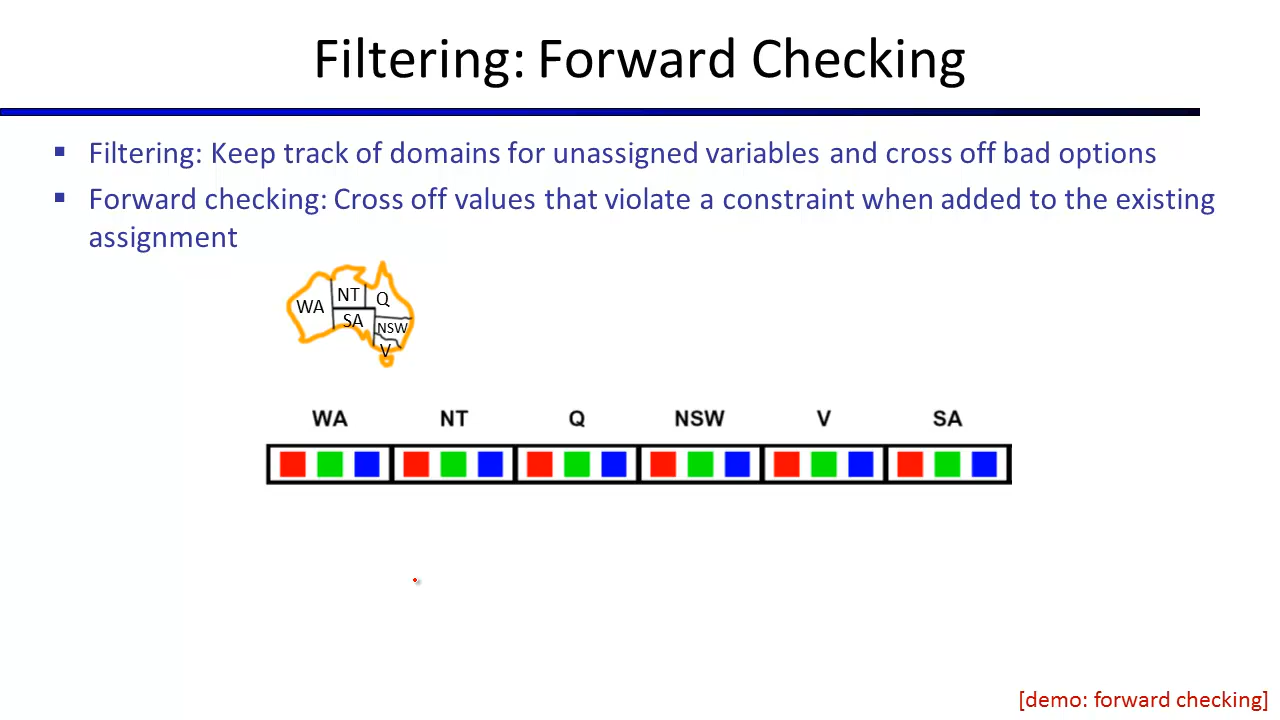 Filtering: Forward Checking
Filtering: Keep track of domains for unassigned variables and cross off bad options
Forward checking: Cross off values that violate a constraint when added to the existing
assignment
WA
NT
Q
SA
NSW
V
WA NT Q NSW V SA
[demo: forward checking]